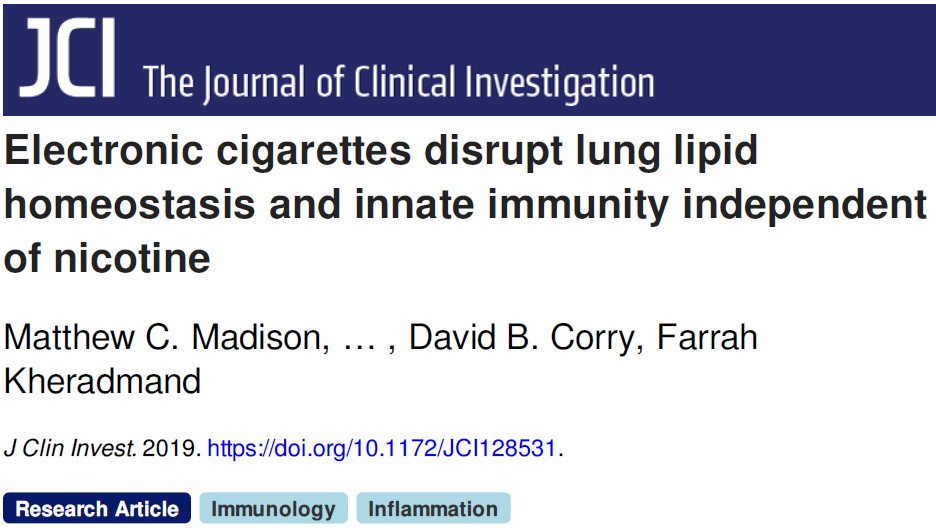 JCI The Journal of Clinical Investigation
Electronic cigarettes disrupt lung lipid
homeostasis and innate immunity independent
of nicotine
Matthew C. Madison, … , David B. Corry, Farrah
Kheradmand
J Clin Invest. 2019. https://doi.org/10.1172/JCI128531.
Research Article Immunology Inflammation